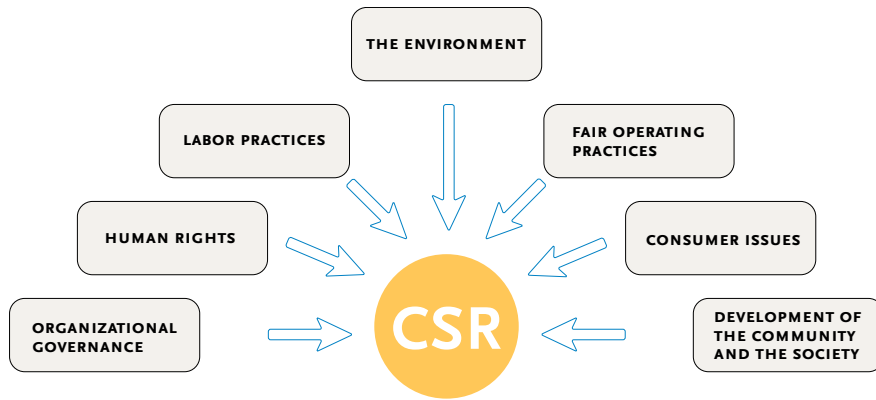 THE ENVIRONMENT
LABOR PRACTICES
FAIR OPERATING
PRACTICES
HUMAN RIGHTS
CONSUMER ISSUES
ORGANIZATIONAL
GOVERNANCE
CSR
DEVELOPMENT OF
THE COMMUNITY
AND THE SOCIETY